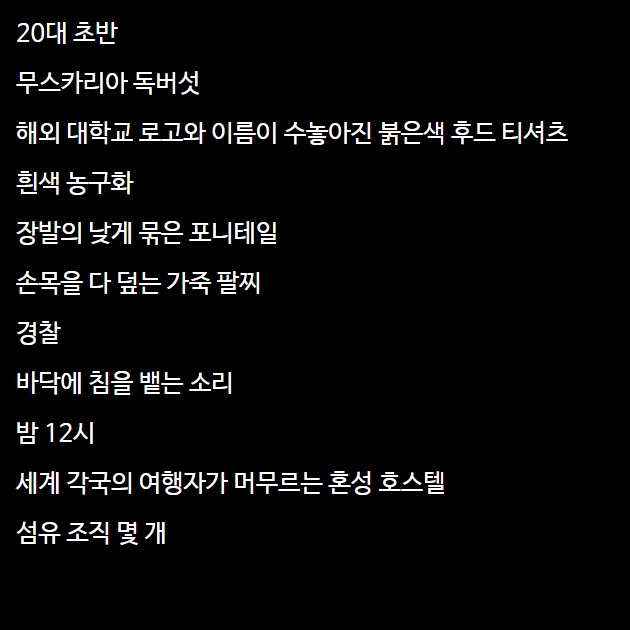 20대 초반
무스카리아 독버섯
해외 대학교 로고와 이름이 수놓아진 붉은색 후드 티셔츠
흰색 농구화
장발의 낮게 묶은 포니테일
손목을 다 덮는 가죽 팔찌
경찰
바닥에 침을 뱉는 소리
밤 12시
세계 각국의 여행자가 머무르는 혼성 호스텔
섬유 조직 몇 개